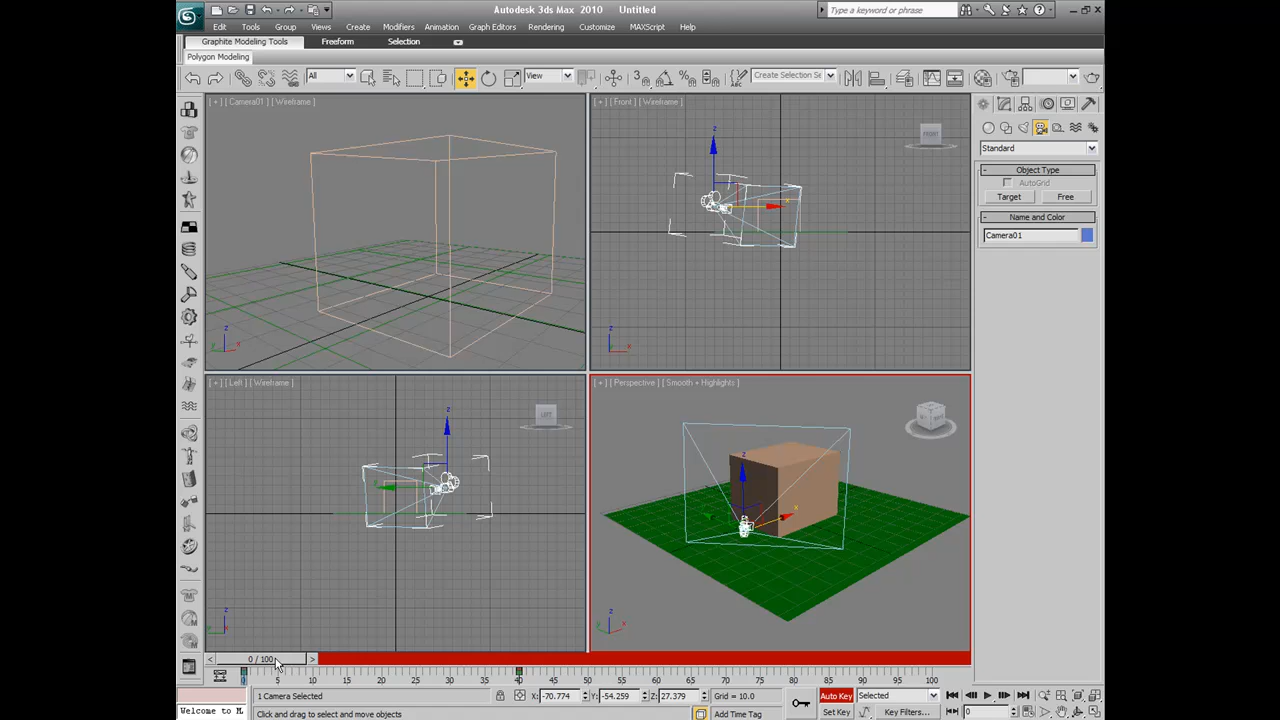 Autodesk 3ds Max 2010 Untitled
Type a keyword or phrase
Edit Tools Group Views Create Modifiers Animation Graph Editors Rendering Customize MAXScript Help
Graphite Modeling Tools Freeform Selection
Polygon Modeling
All View Create Selection Se
[ + ] [ Camera01 ] [ Wireframe ]
[ + ] [ Front ] [ Wireframe ]
FRONT
Standard
Object Type
AutoGrid
Target Free
Name and Color
Camera01
[ + ] [ Left ] [ Wireframe ]
LEFT
[ + ] [ Perspective ] [ Smooth + Highlights ]
< 0 / 100 >
0 5 10 15 20 25 30 35 40 45 50 55 60 65 70 75 80 85 90 95 100
1 Camera Selected X: -70.774 Y: -54.259 Z: 27.379 Grid = 10.0 Auto Key Selected
Welcome to M. Click and drag to select and move objects Add Time Tag Set Key Key Filters... 0